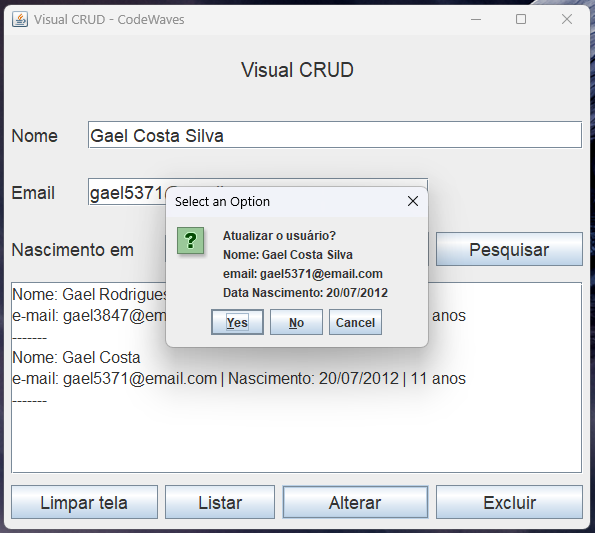 Visual CRUD - CodeWaves
Visual CRUD
Nome Gael Costa Silva
Email gael5371@
Nascimento em
Pesquisar
Select an Option
?
Atualizar o usuário?
Nome: Gael Costa Silva
email: gael5371@email.com
Data Nascimento: 20/07/2012
Yes No Cancel
Nome: Gael Rodrigues
e-mail: gael3847@em anos
-------
Nome: Gael Costa
e-mail: gael5371@email.com | Nascimento: 20/07/2012 | 11 anos
-------
Limpar tela Listar Alterar Excluir